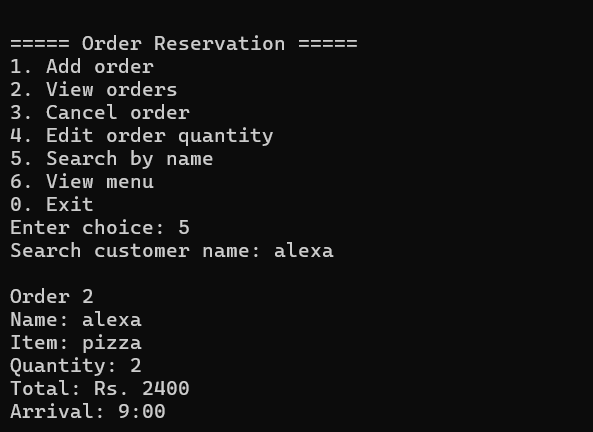 ===== Order Reservation =====
1. Add order
2. View orders
3. Cancel order
4. Edit order quantity
5. Search by name
6. View menu
0. Exit
Enter choice: 5
Search customer name: alexa
Order 2
Name: alexa
Item: pizza
Quantity: 2
Total: Rs. 2400
Arrival: 9:00